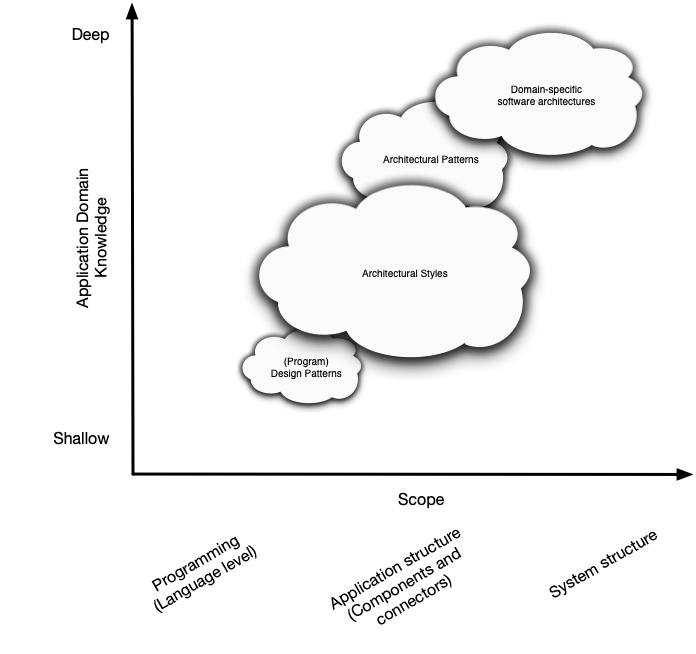 Deep
Domain-specific
software architectures
Architectural Patterns
Application Domain
Knowledge
Architectural Styles
(Program)
Design Patterns
Shallow
Scope
Programming
(Language level)
Application structure
(Components and
connectors)
System structure